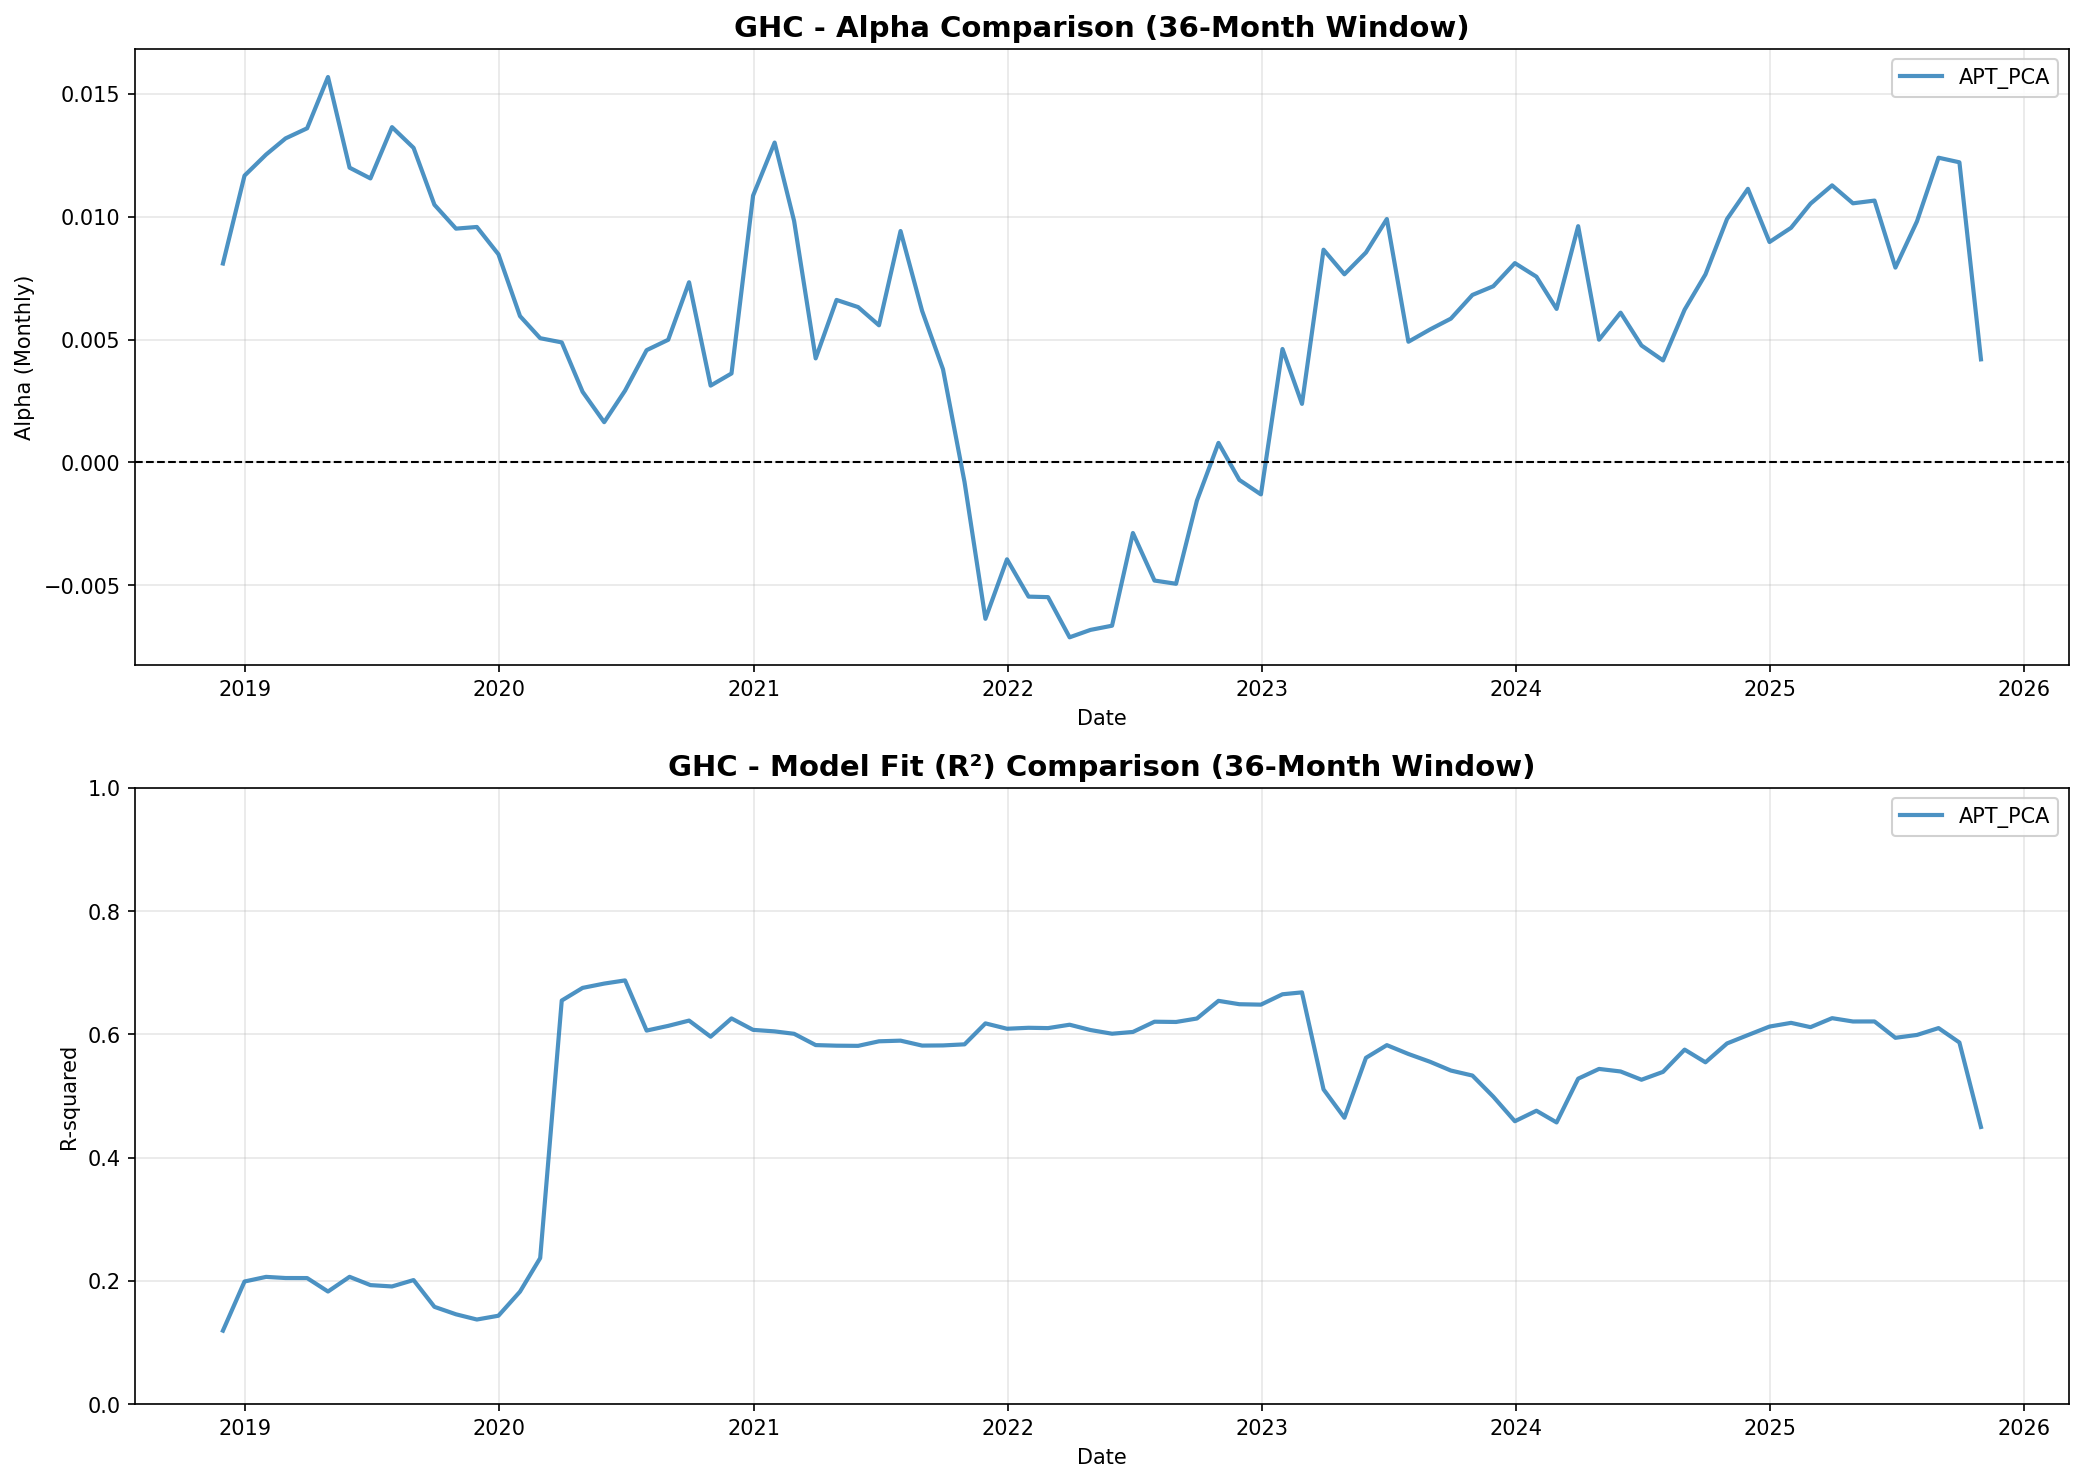 GHC - Alpha Comparison (36-Month Window)
APT_PCA
Alpha (Monthly)
0.015
0.010
0.005
0.000
−0.005
2019 2020 2021 2022 2023 2024 2025 2026
Date
GHC - Model Fit (R²) Comparison (36-Month Window)
APT_PCA
R-squared
1.0
0.8
0.6
0.4
0.2
0.0
2019 2020 2021 2022 2023 2024 2025 2026
Date